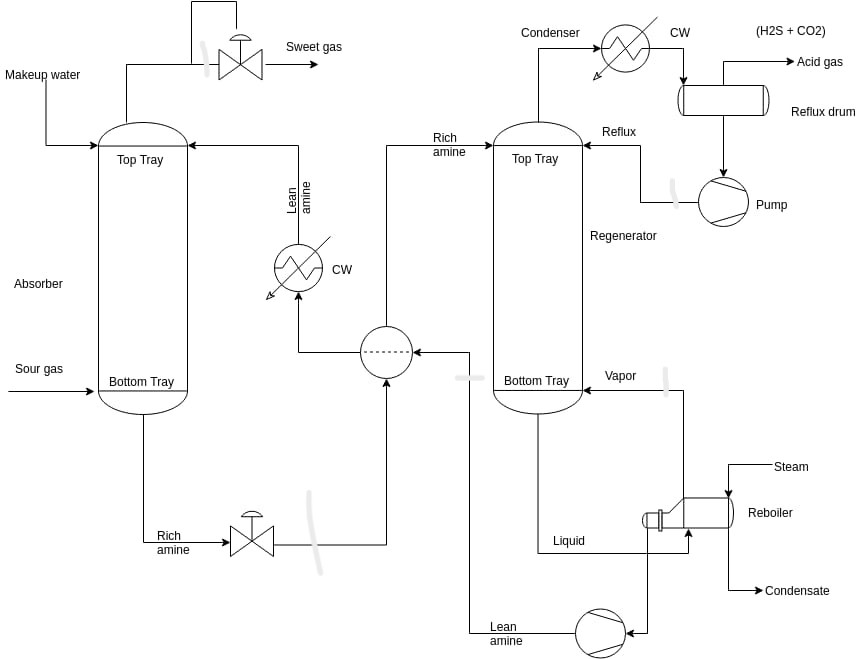 Condenser
CW
(H2S + CO2)
Sweet gas
Acid gas
Makeup water
Reflux drum
Rich
amine
Reflux
Top Tray
Top Tray
Lean
amine
Pump
Regenerator
CW
Absorber
Sour gas
Bottom Tray
Bottom Tray
Vapor
Steam
Reboiler
Rich
amine
Liquid
Condensate
Lean
amine